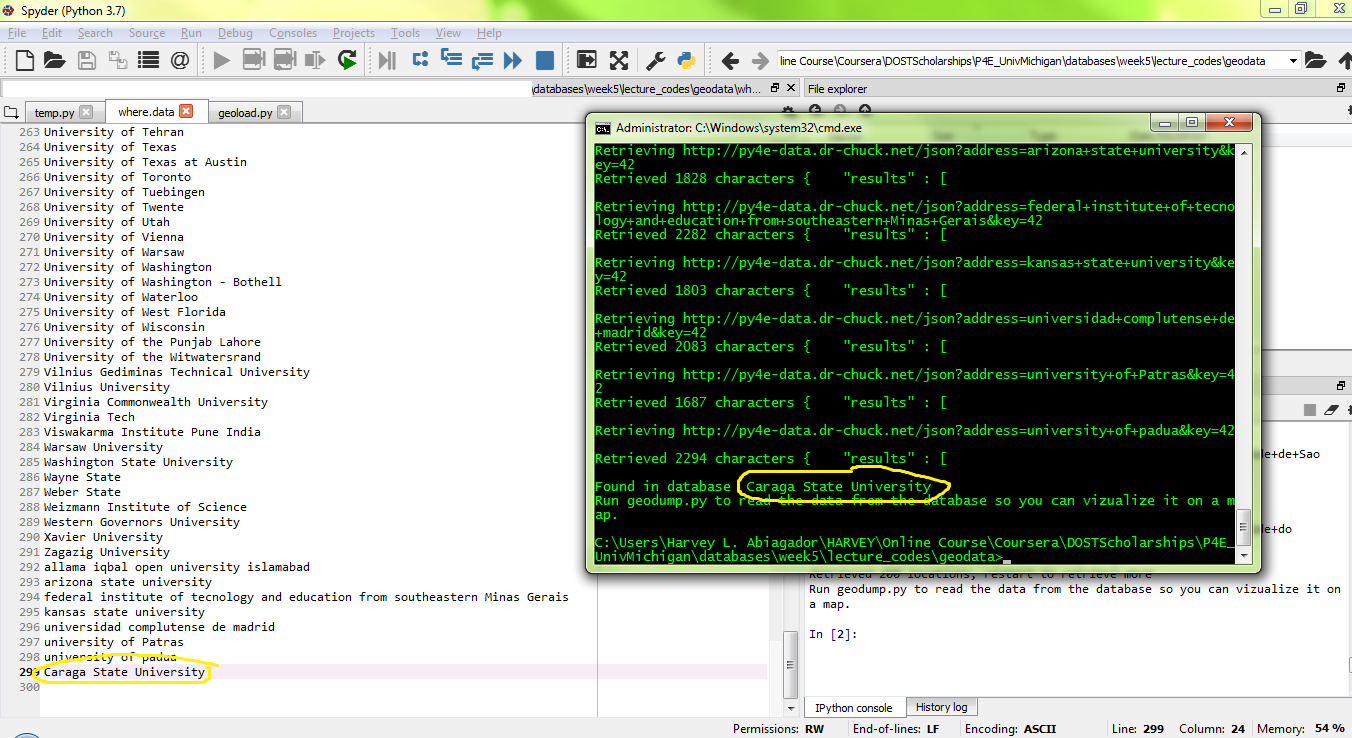 Spyder (Python 3.7)
File Edit Search Source Run Debug Consoles Projects Tools View Help
line Course\Coursera\DOSTScholarships\P4E_UnivMichigan\databases\week5\lecture_codes\geodata
\databases\week5\lecture_codes\geodata\wh...
File explorer
temp.py where.data geoload.py
263 University of Tehran
264 University of Texas
265 University of Texas at Austin
266 University of Toronto
267 University of Tuebingen
268 University of Twente
269 University of Utah
270 University of Vienna
271 University of Warsaw
272 University of Washington
273 University of Washington - Bothell
274 University of Waterloo
275 University of West Florida
276 University of Wisconsin
277 University of the Punjab Lahore
278 University of the Witwatersrand
279 Vilnius Gediminas Technical University
280 Vilnius University
281 Virginia Commonwealth University
282 Virginia Tech
283 Viswakarma Institute Pune India
284 Warsaw University
285 Washington State University
286 Wayne State
287 Weber State
288 Weizmann Institute of Science
289 Western Governors University
290 Xavier University
291 Zagazig University
292 allama iqbal open university islamabad
293 arizona state university
294 federal institute of tecnology and education from southeastern Minas Gerais
295 kansas state university
296 universidad complutense de madrid
297 university of Patras
298 university of padua
299 Caraga State University
300
Administrator: C:\Windows\system32\cmd.exe
Retrieving http://py4e-data.dr-chuck.net/json?address=arizona+state+university&k
ey=42
Retrieved 1828 characters {    "results" : [
Retrieving http://py4e-data.dr-chuck.net/json?address=federal+institute+of+tecno
logy+and+education+from+southeastern+Minas+Gerais&key=42
Retrieved 2282 characters {    "results" : [
Retrieving http://py4e-data.dr-chuck.net/json?address=kansas+state+university&ke
y=42
Retrieved 1803 characters {    "results" : [
Retrieving http://py4e-data.dr-chuck.net/json?address=universidad+complutense+de
+madrid&key=42
Retrieved 2083 characters {    "results" : [
Retrieving http://py4e-data.dr-chuck.net/json?address=university+of+Patras&key=4
2
Retrieved 1687 characters {    "results" : [
Retrieving http://py4e-data.dr-chuck.net/json?address=university+of+padua&key=42
Retrieved 2294 characters {    "results" : [
Found in database  Caraga State University
Run geodump.py to read the data from the database so you can vizualize it on a m
ap.
C:\Users\Harvey L. Abiagador\HARVEY\Online Course\Coursera\DOSTScholarships\P4E_
UnivMichigan\databases\week5\lecture_codes\geodata>
de+de+Sao
de+do
Retrieved 200 locations, restart to retrieve more
Run geodump.py to read the data from the database so you can vizualize it on
a map.
In [2]:
IPython console History log
Permissions: RW End-of-lines: LF Encoding: ASCII Line: 299 Column: 24 Memory: 54 %